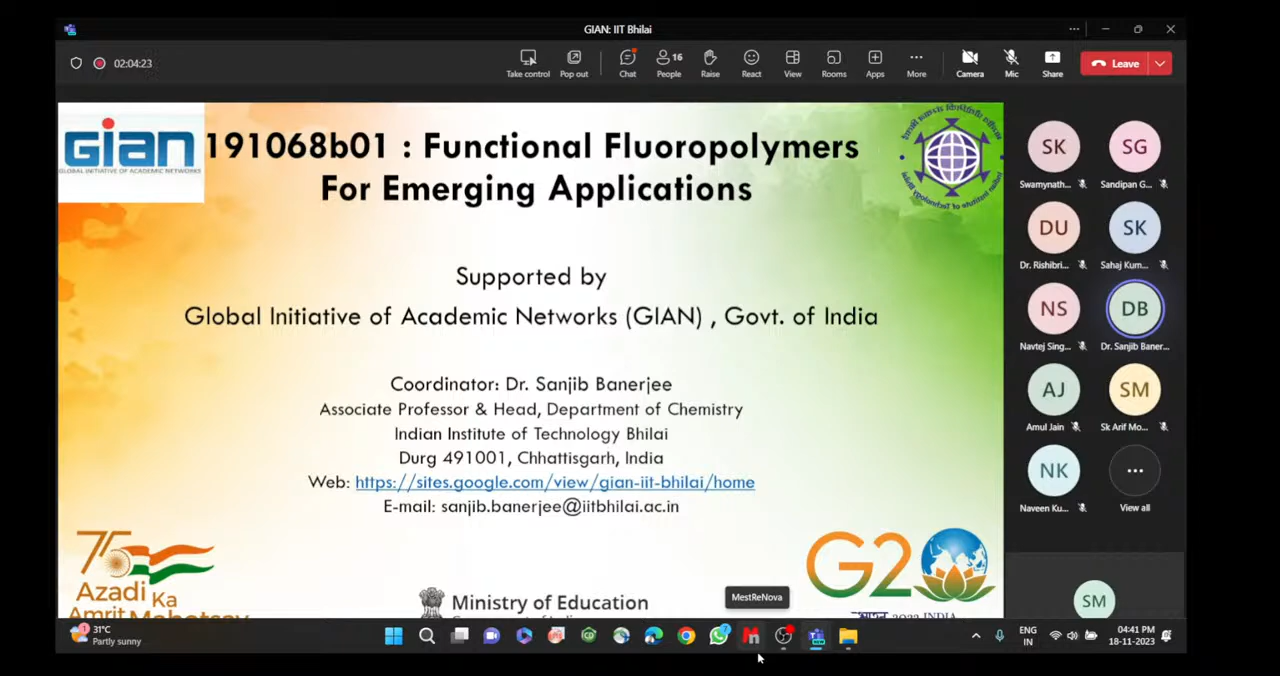 GIAN: IIT Bhilai
02:04:23
Take control
Pop out
Chat
16
People
Raise
React
View
Rooms
Apps
More
Camera
Mic
Share
Leave
gian
GLOBAL INITIATIVE OF ACADEMIC NETWORKS
191068b01 : Functional Fluoropolymers
For Emerging Applications
Supported by
Global Initiative of Academic Networks (GIAN) , Govt. of India
Coordinator: Dr. Sanjib Banerjee
Associate Professor & Head, Department of Chemistry
Indian Institute of Technology Bhilai
Durg 491001, Chhattisgarh, India
Web: https://sites.google.com/view/gian-iit-bhilai/home
E-mail: sanjib.banerjee@iitbhilai.ac.in
75
Azadi Ka
Amrit Mahotsav
Ministry of Education
G20
2023 INDIA
SK
Swamynath...
SG
Sandipan G...
DU
Dr. Rishibri...
SK
Sahaj Kum...
NS
Navtej Sing...
DB
Dr. Sanjib Baner...
AJ
Amul Jain
SM
Sk Arif Mo...
NK
Naveen Ku...
View all
SM
MestReNova
31°C
Partly sunny
ENG
IN
04:41 PM
18-11-2023